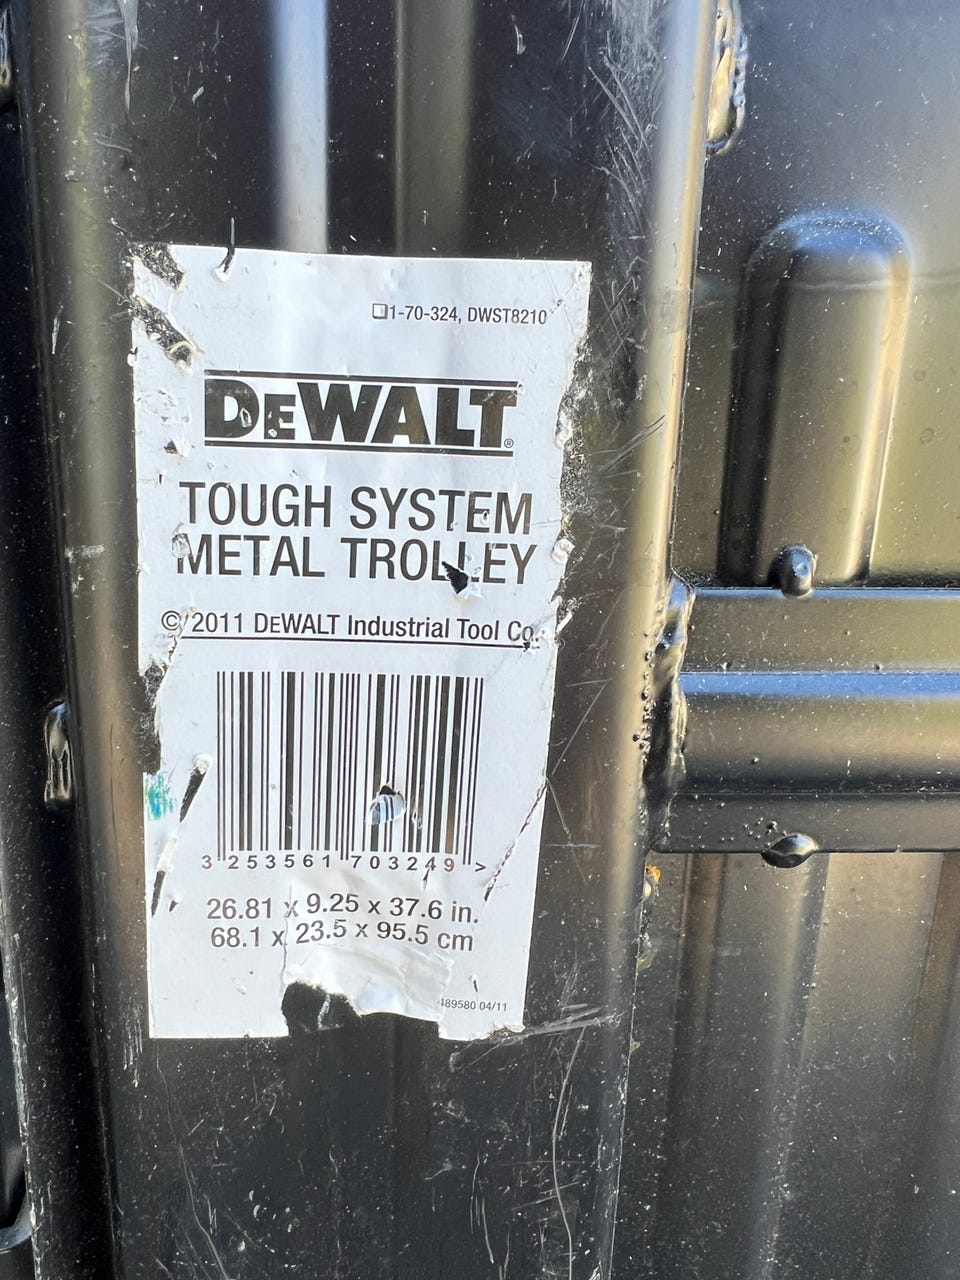 1-70-324, DWST8210
DEWALT®
TOUGH SYSTEM
METAL TROLLEY
© 2011 DEWALT Industrial Tool Co.
3 253561 703249 >
26.81 x 9.25 x 37.6 in.
68.1 x 23.5 x 95.5 cm
489580 04/11